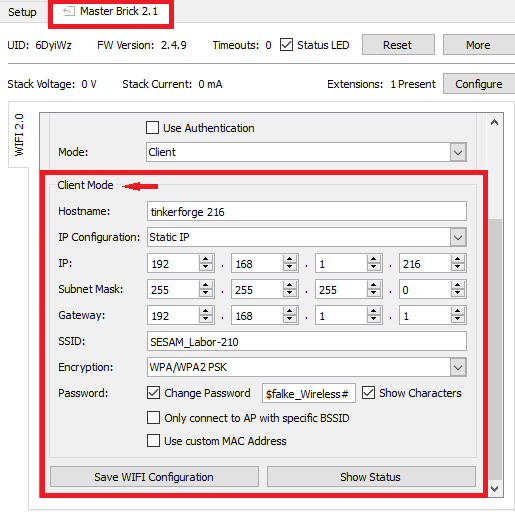 Setup Master Brick 2.1
UID: 6DyiWz FW Version: 2.4.9 Timeouts: 0 Status LED Reset More
Stack Voltage: 0 V Stack Current: 0 mA Extensions: 1 Present Configure
WIFI 2.0
Use Authentication
Mode: Client
Client Mode
Hostname: tinkerforge 216
IP Configuration: Static IP
IP: 192 . 168 . 1 . 216
Subnet Mask: 255 . 255 . 255 . 0
Gateway: 192 . 168 . 1 . 1
SSID: SESAM_Labor-210
Encryption: WPA/WPA2 PSK
Password: Change Password $falke_Wireless# Show Characters
Only connect to AP with specific BSSID
Use custom MAC Address
Save WIFI Configuration Show Status